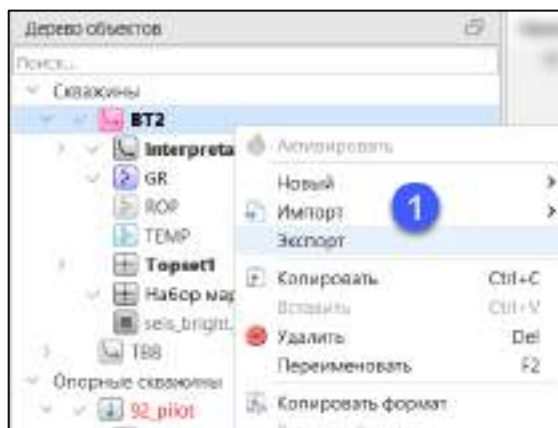 Дерево объектов
Поиск...
Скважины
BT2
Interpreta
GR
ROP
TEMP
Topset1
Набор мар
seis_bright.
TBB
Опорные скважины
92_pilot
Активировать
Новый
Импорт
1
Экспорт
Копировать Ctrl+C
Вставить Ctrl+V
Удалить Del
Переименовать F2
Копировать формат